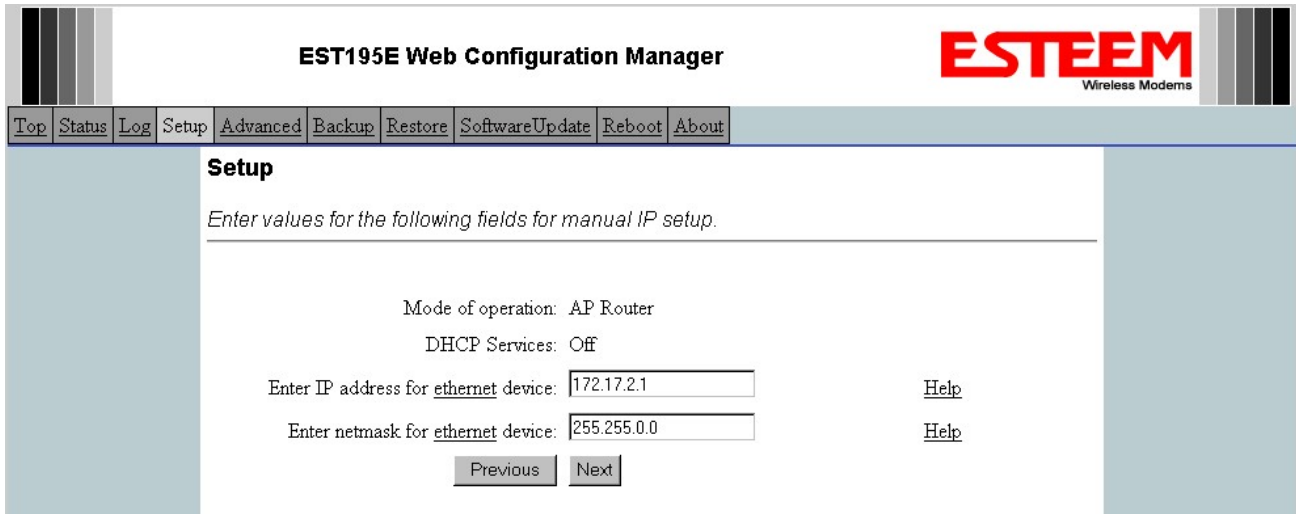 EST195E Web Configuration Manager
ESTEEM
Wireless Modems
Top Status Log Setup Advanced Backup Restore SoftwareUpdate Reboot About
Setup
Enter values for the following fields for manual IP setup.
Mode of operation: AP Router
DHCP Services: Off
Enter IP address for ethernet device: 172.17.2.1 Help
Enter netmask for ethernet device: 255.255.0.0 Help
Previous Next